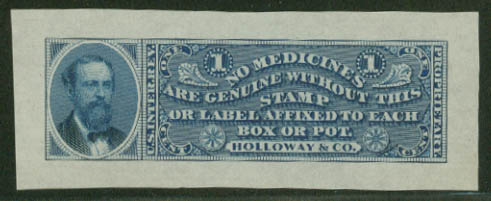 U.S. INTER. REV.
1 1
NO MEDICINES
ARE GENUINE WITHOUT THIS
STAMP
OR LABEL AFFIXED TO EACH
BOX OR POT.
HOLLOWAY & CO.
PROPRIETARY.